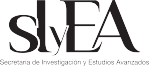 sIyEA
Secretaría de Investigación y Estudios Avanzados